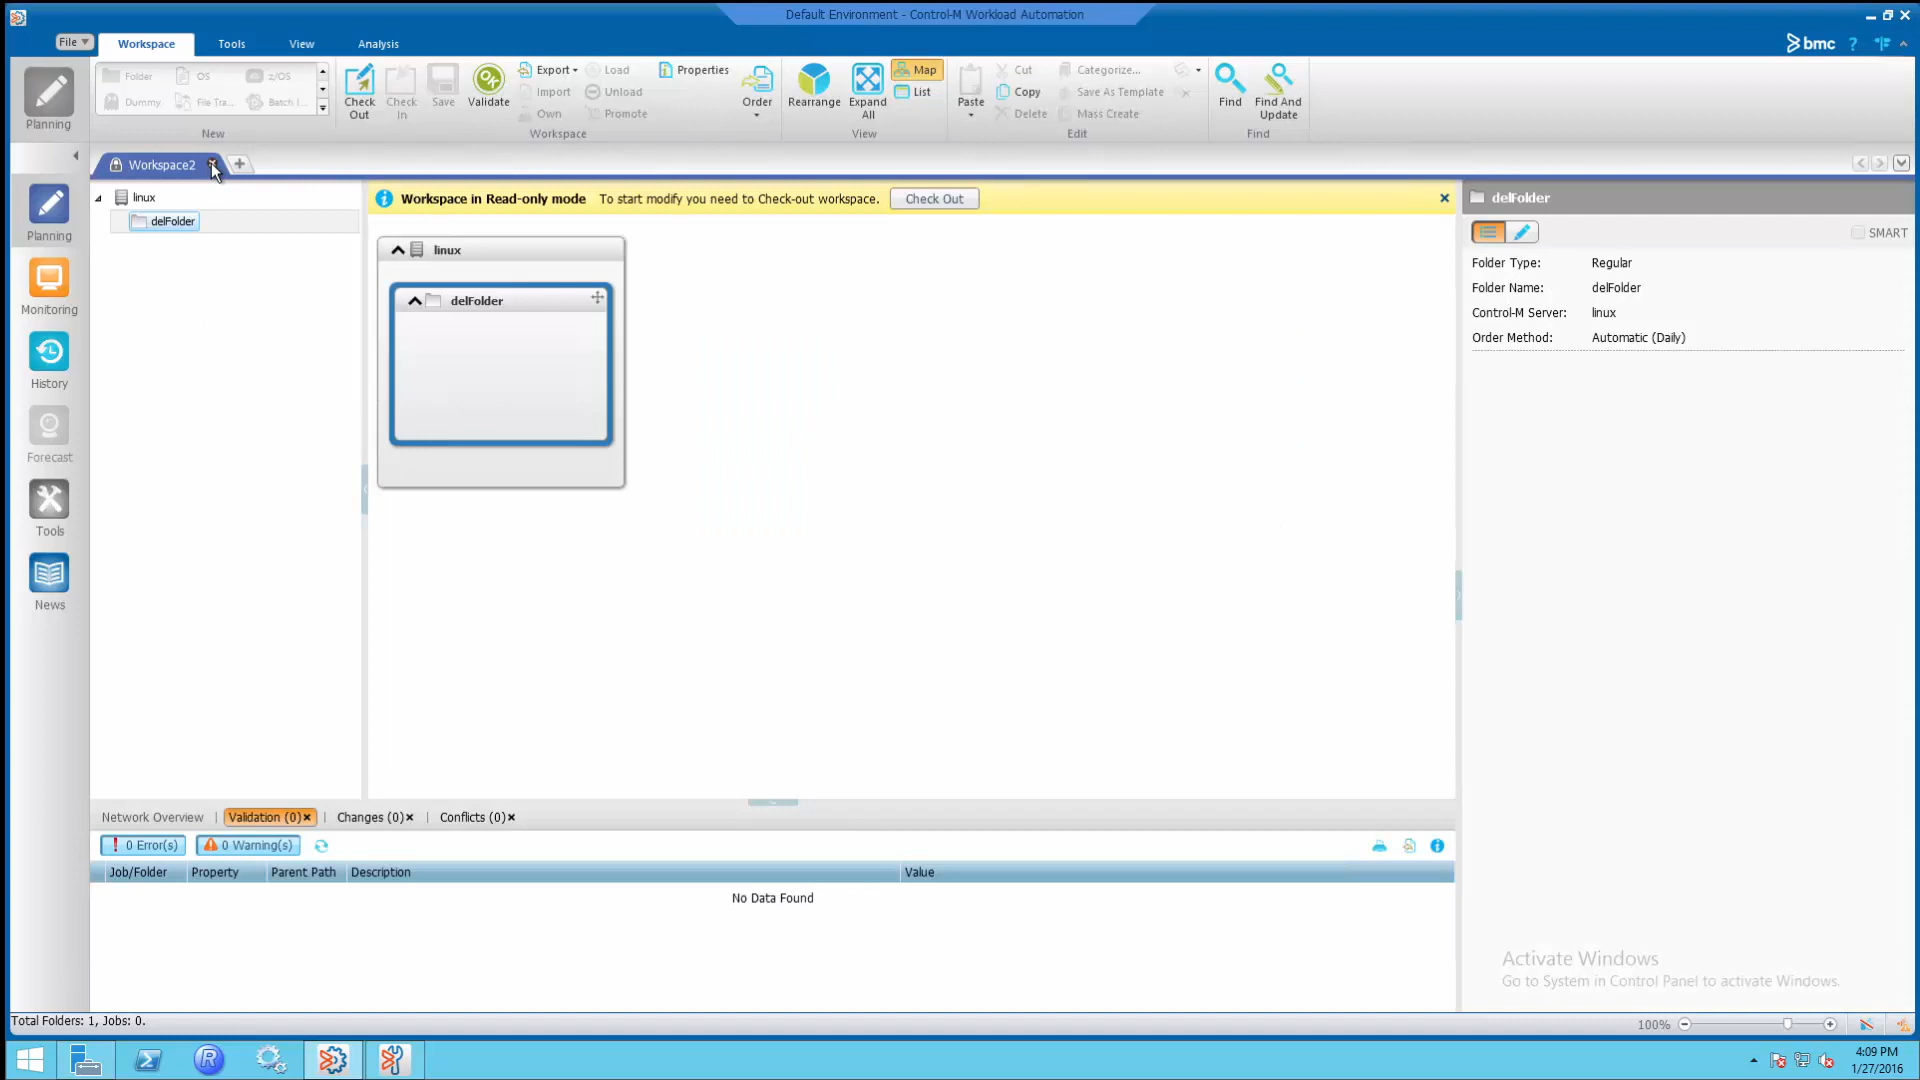 Default Environment - Control-M Workload Automation
File
Workspace
Tools
View
Analysis
bmc
?
Planning
Folder
OS
z/OS
Dummy
File Tra...
Batch I...
New
Check Out
Check In
Save
Validate
Export
Import
Own
Load
Unload
Promote
Workspace
Properties
Order
Rearrange
Expand All
Map
List
View
Paste
Cut
Copy
Delete
Categorize...
Save As Template
Mass Create
Edit
Find
Find And Update
Find
Workspace2
Planning
Monitoring
History
Forecast
Tools
News
linux
delFolder
Workspace in Read-only mode To start modify you need to Check-out workspace. Check Out
linux
delFolder
delFolder
SMART
Folder Type: Regular
Folder Name: delFolder
Control-M Server: linux
Order Method: Automatic (Daily)
Network Overview | Validation (0) | Changes (0) | Conflicts (0)
0 Error(s) 0 Warning(s)
Job/Folder Property Parent Path Description Value
No Data Found
Activate Windows
Go to System in Control Panel to activate Windows.
Total Folders: 1, Jobs: 0.
100%
4:09 PM
1/27/2016